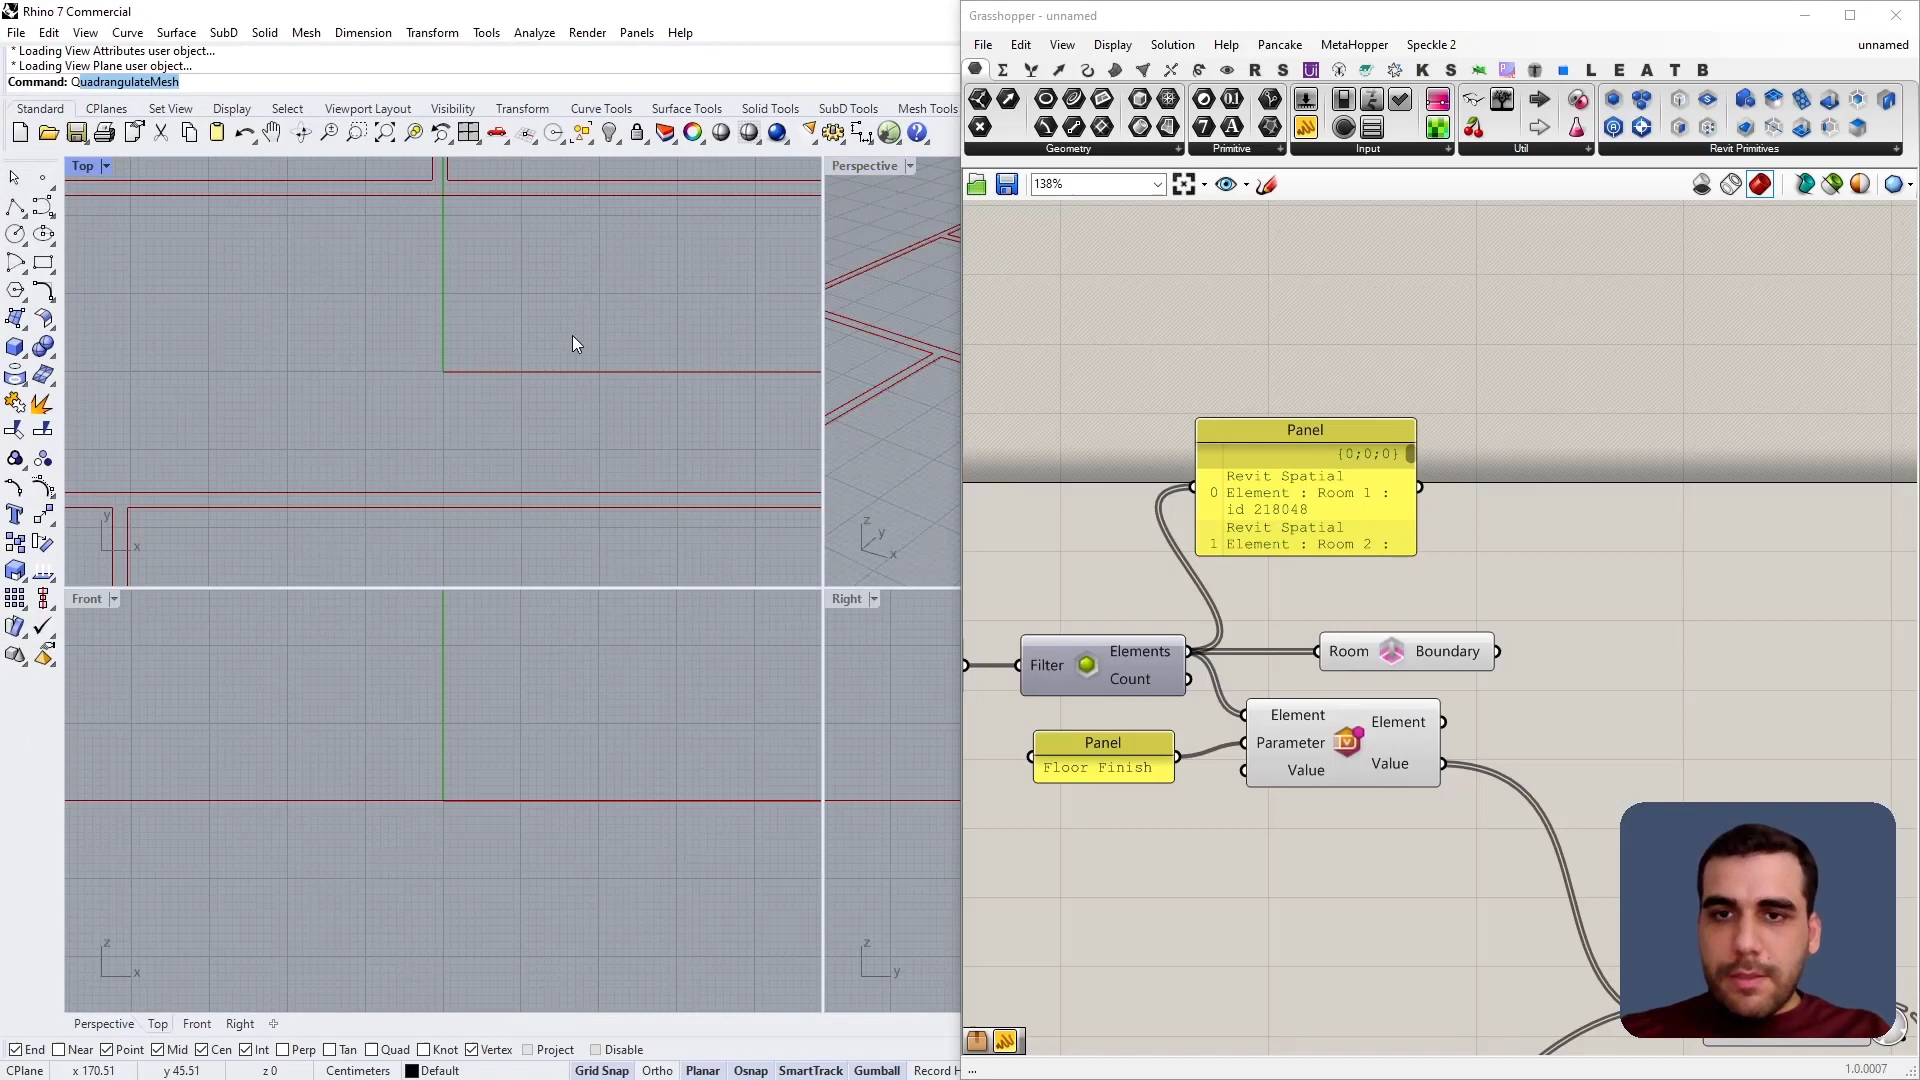 Rhino 7 Commercial
File Edit View Curve Surface SubD Solid Mesh Dimension Transform Tools Analyze Render Panels Help
* Loading View Attributes user object...
* Loading View Plane user object...
Command: QuadrangulateMesh
Standard CPlanes Set View Display Select Viewport Layout Visibility Transform Curve Tools Surface Tools Solid Tools SubD Tools Mesh Tools
Top
Perspective
y
x
z
y
x
Front
Right
z
x
z
y
Perspective Top Front Right
End Near Point Mid Cen Int Perp Tan Quad Knot Vertex Project Disable
CPlane x 170.51 y 45.51 z 0 Centimeters Default Grid Snap Ortho Planar Osnap SmartTrack Gumball Record H
Grasshopper - unnamed
File Edit View Display Solution Help Pancake MetaHopper Speckle 2
unnamed
R S Ui K S L E A T B
Geometry Primitive Input Util Revit Primitives
138%
Panel
{0;0;0}
Revit Spatial
0 Element : Room 1 :
id 218048
Revit Spatial
1 Element : Room 2 :
Filter Elements
Count
Room Boundary
Panel
Floor Finish
Element
Parameter
Value
Element
Value
...
1.0.0007